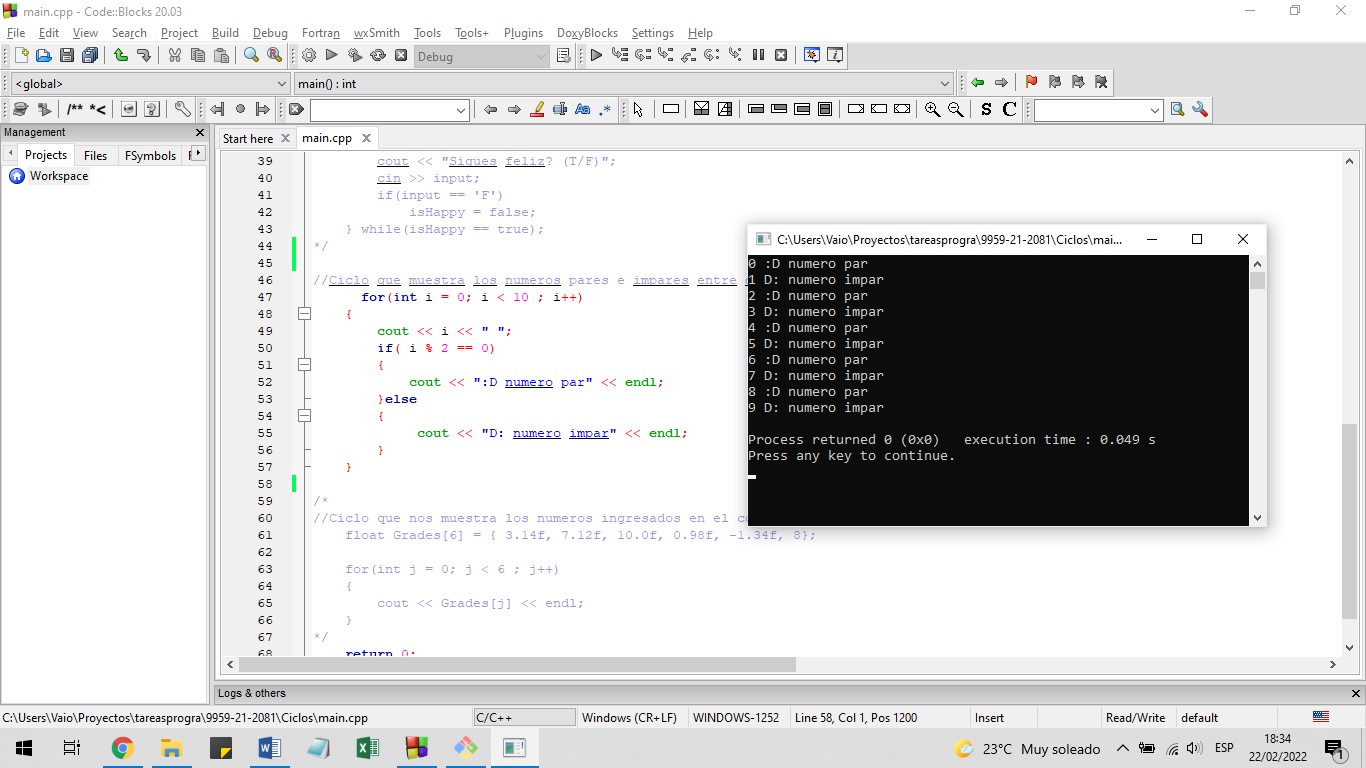 main.cpp - Code::Blocks 20.03
File Edit View Search Project Build Debug Fortran wxSmith Tools Tools+ Plugins DoxyBlocks Settings Help
Debug
<global> main() : int
/** *< Aa .* S C
Management
Projects Files FSymbols
Workspace
Start here main.cpp
39 cout << "Sigues feliz? (T/F)";
40 cin >> input;
41 if(input == 'F')
42 isHappy = false;
43 } while(isHappy == true);
44 */
45
46 //Ciclo que muestra los numeros pares e impares entre
47 for(int i = 0; i < 10 ; i++)
48 {
49 cout << i << " ";
50 if( i % 2 == 0)
51 {
52 cout << ":D numero par" << endl;
53 }else
54 {
55 cout << "D: numero impar" << endl;
56 }
57 }
58
59 /*
60 //Ciclo que nos muestra los numeros ingresados en el
61 float Grades[6] = { 3.14f, 7.12f, 10.0f, 0.98f, -1.34f, 8};
62
63 for(int j = 0; j < 6 ; j++)
64 {
65 cout << Grades[j] << endl;
66 }
67 */
68 return 0;
C:\Users\Vaio\Proyectos\tareasprogra\9959-21-2081\Ciclos\mai...
0 :D numero par
1 D: numero impar
2 :D numero par
3 D: numero impar
4 :D numero par
5 D: numero impar
6 :D numero par
7 D: numero impar
8 :D numero par
9 D: numero impar
Process returned 0 (0x0) execution time : 0.049 s
Press any key to continue.
Logs & others
C:\Users\Vaio\Proyectos\tareasprogra\9959-21-2081\Ciclos\main.cpp C/C++ Windows (CR+LF) WINDOWS-1252 Line 58, Col 1, Pos 1200 Insert Read/Write default
23°C Muy soleado ESP 18:34
22/02/2022 1